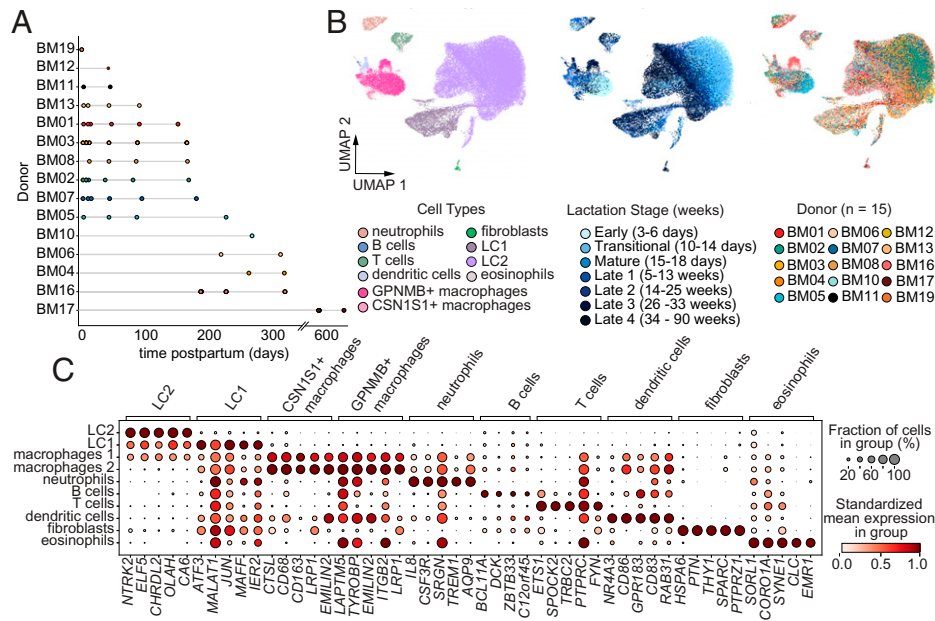 A
Donor
BM19
BM12
BM11
BM13
BM01
BM03
BM08
BM02
BM07
BM05
BM10
BM06
BM04
BM16
BM17
0 100 200 300 600
time postpartum (days)
B
UMAP 2
UMAP 1
Cell Types
neutrophils
B cells
T cells
dendritic cells
GPNMB+ macrophages
CSN1S1+ macrophages
fibroblasts
LC1
LC2
eosinophils
Lactation Stage (weeks)
Early (3-6 days)
Transitional (10-14 days)
Mature (15-18 days)
Late 1 (5-13 weeks)
Late 2 (14-25 weeks)
Late 3 (26 -33 weeks)
Late 4 (34 - 90 weeks)
Donor (n = 15)
BM01 BM06 BM12
BM02 BM07 BM13
BM03 BM08 BM16
BM04 BM10 BM17
BM05 BM11 BM19
C
LC2
LC1
CSN1S1+
macrophages
GPNMB+
macrophages
neutrophils
B cells
T cells
dendritic cells
fibroblasts
eosinophils
LC2
LC1
macrophages 1
macrophages 2
neutrophils
B cells
T cells
dendritic cells
fibroblasts
eosinophils
NTRK2
ELF5
CHRDL2
OLAH
CA6
ATF3
MALAT1
JUN
MAFF
IER2
CTSL
CD68
CD163
LRP1
EMILIN2
LAPTM5
TYROBP
EMILIN2
ITGB2
LRP1
IL8
CSF3R
SRGN
TREM1
AQP9
BCL11A
DCK
ZBTB33
C12orf45
ETS1
SPOCK2
TRBC2
PTPRC
FYN
NR4A3
CD86
GPR183
CD83
RAB31
HSPA6
PTN
THY1
SPARC
PTPRZ1
SORL1
CORO1A
SYNE1
CLC
EMR1
Fraction of cells
in group (%)
20 60 100
Standardized
mean expression
in group
0.0 0.5 1.0